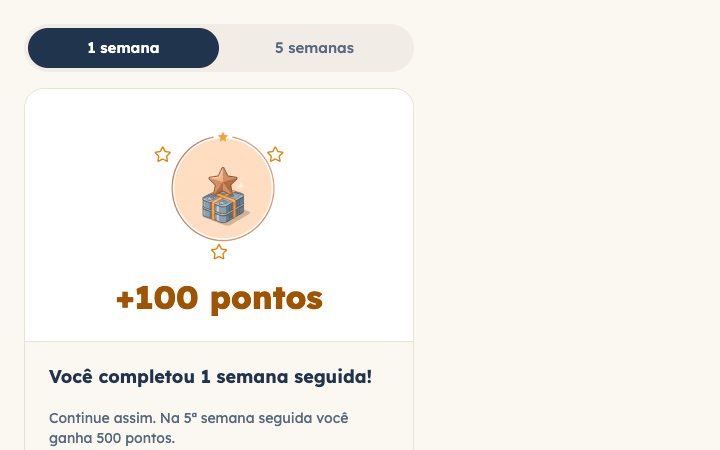 1 semana
5 semanas
+100 pontos
Você completou 1 semana seguida!
Continue assim. Na 5ª semana seguida você
ganha 500 pontos.